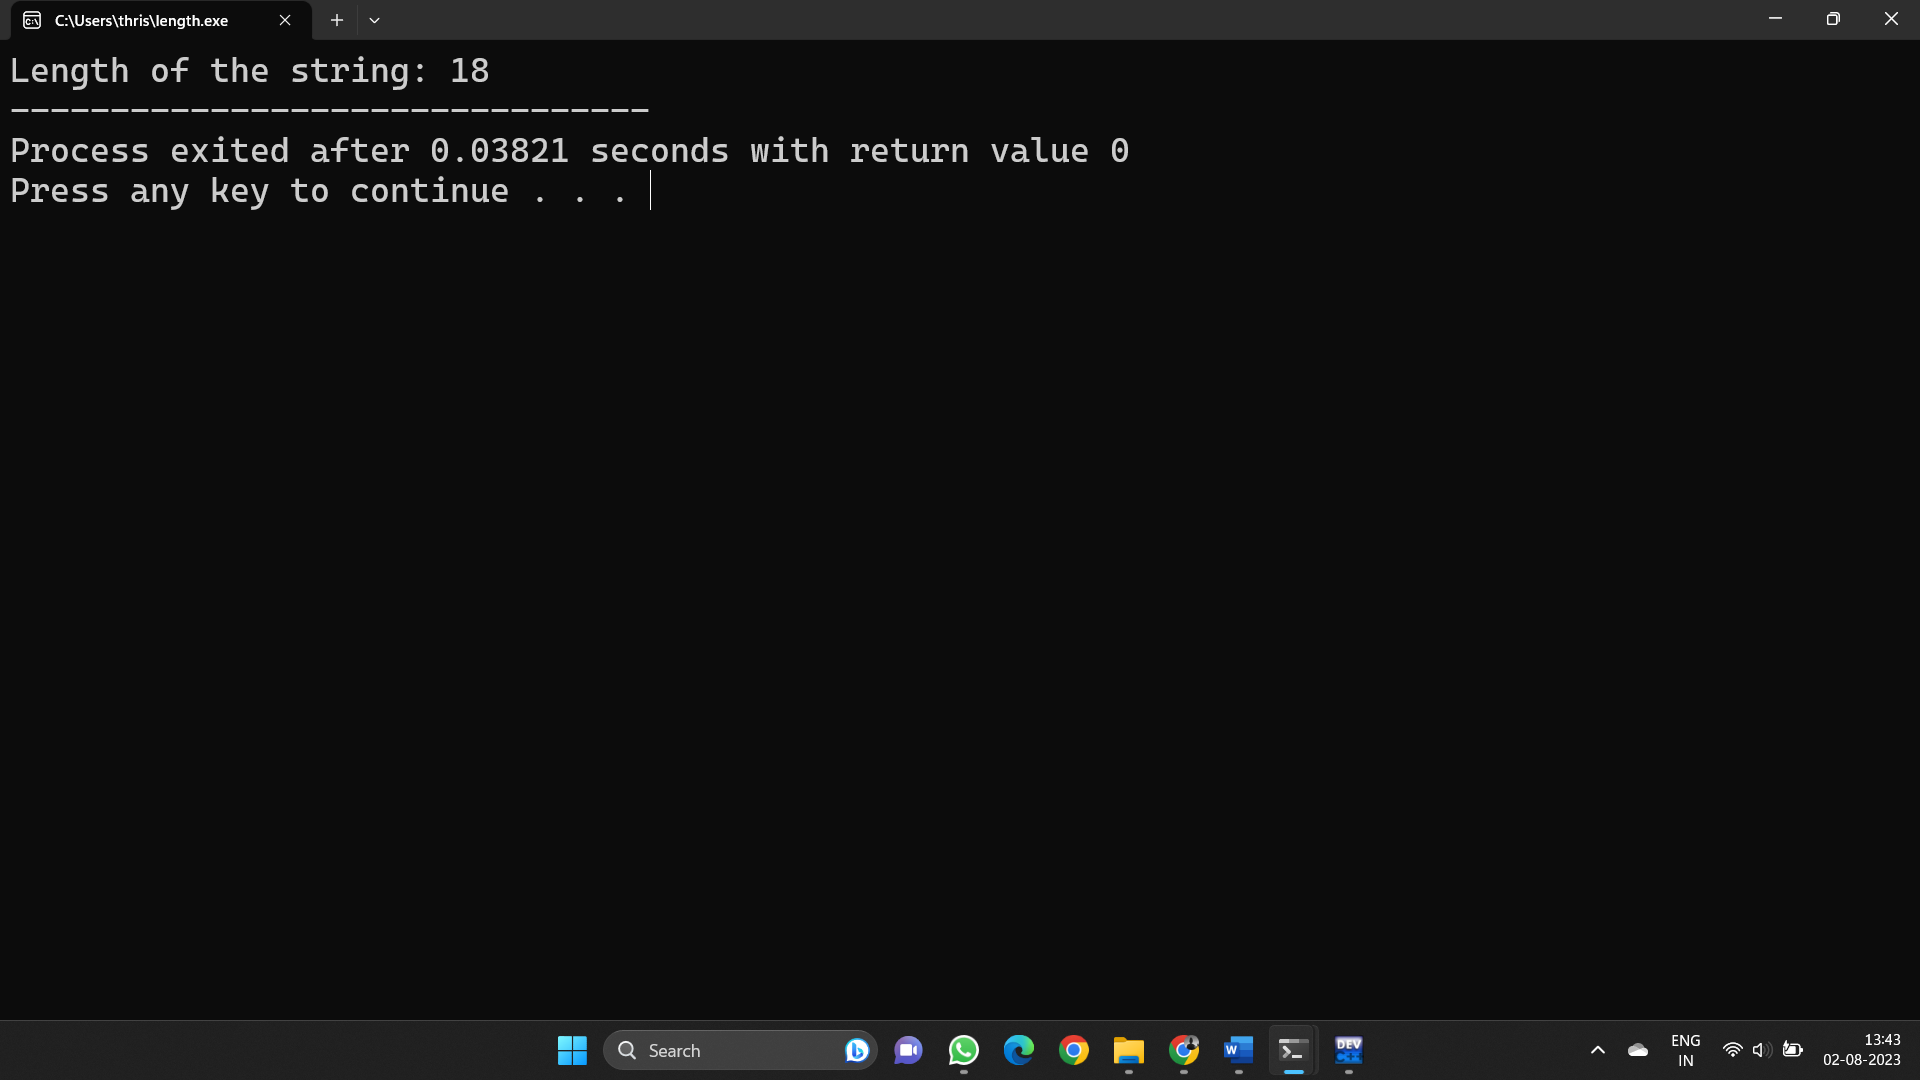 C:\Users\thris\length.exe
Length of the string: 18
--------------------------------
Process exited after 0.03821 seconds with return value 0
Press any key to continue . . .
Search
W
DEV
C++
ENG
IN
13:43
02-08-2023